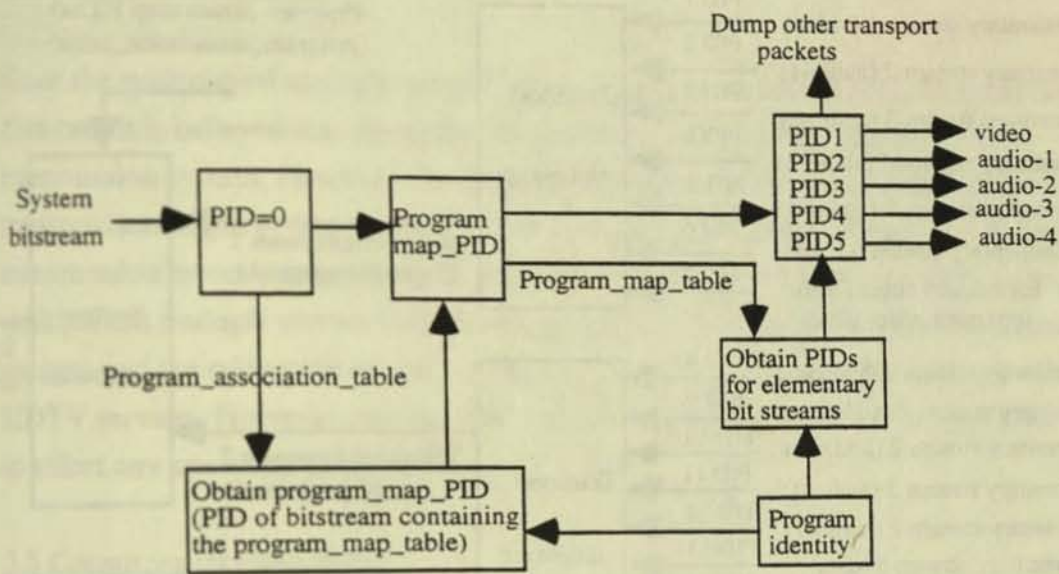 Dump other transport
packets
System
bitstream
PID=0
Program
map_PID
PID1
PID2
PID3
PID4
PID5
video
audio-1
audio-2
audio-3
audio-4
Program_map_table
Program_association_table
Obtain PIDs
for elementary
bit streams
Obtain program_map_PID
(PID of bitstream containing
the program_map_table)
Program
identity